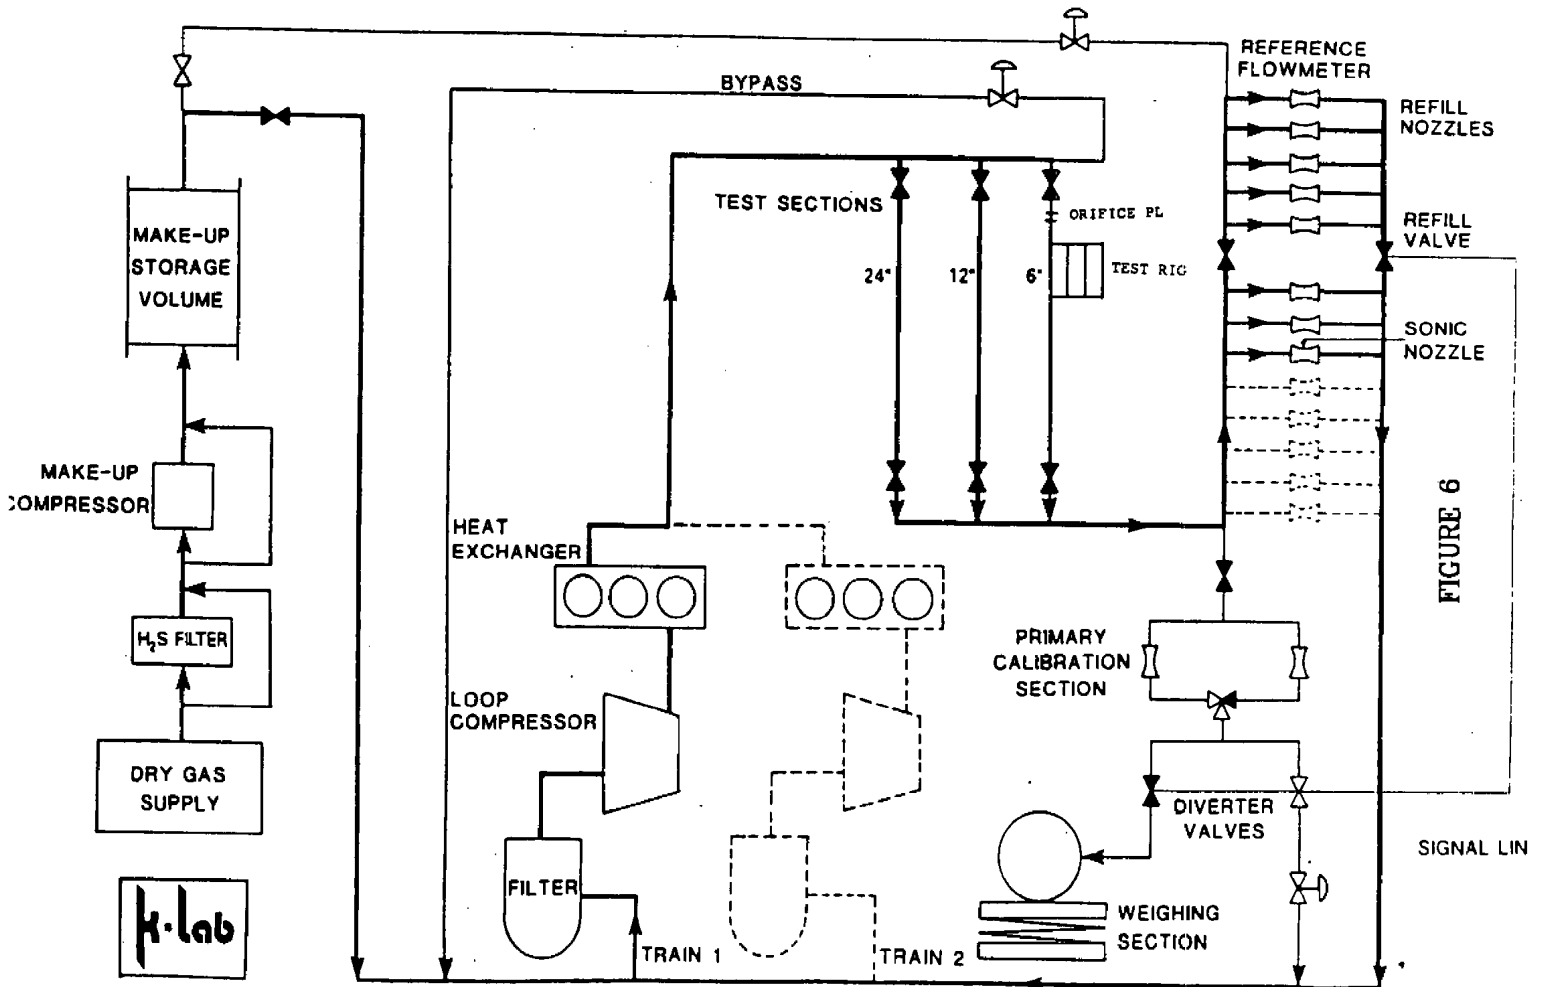 BYPASS
REFERENCE
FLOWMETER
REFILL
NOZZLES
TEST SECTIONS
ORIFICE PL
REFILL
VALVE
MAKE-UP
STORAGE
VOLUME
24"
12"
6"
TEST RIG
SONIC
NOZZLE
MAKE-UP
COMPRESSOR
HEAT
EXCHANGER
FIGURE 6
H2S FILTER
PRIMARY
CALIBRATION
SECTION
LOOP
COMPRESSOR
DRY GAS
SUPPLY
DIVERTER
VALVES
SIGNAL LIN
FILTER
k·lab
WEIGHING
SECTION
TRAIN 1
TRAIN 2